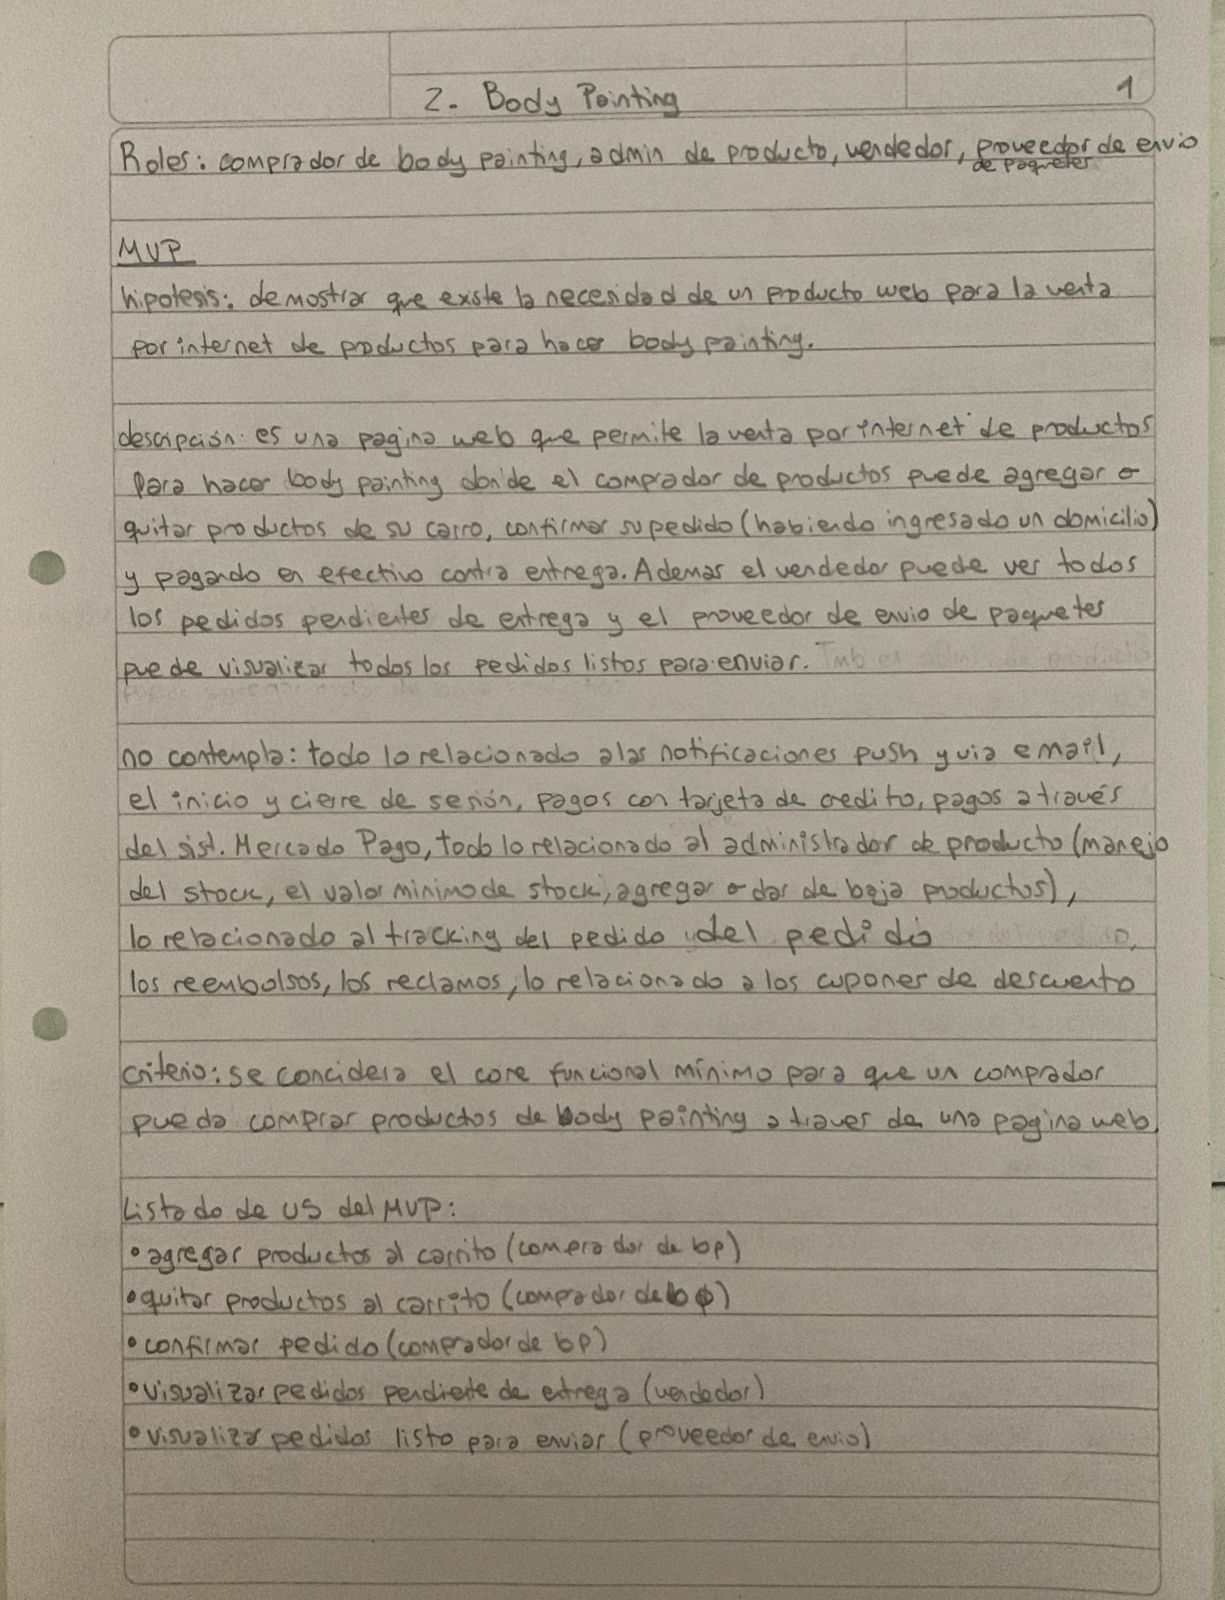 2. Body Painting
1
Roles: comprador de body painting, admin de producto, vendedor, proveedor de envio
de paquetes
MVP
hipotesis: demostrar que existe la necesidad de un producto web para la venta
por internet de productos para hacer body painting.
descripción: es una pagina web que permite la venta por internet de productos
para hacer body painting donde el comprador de productos puede agregar o
quitar productos de su carro, confirmar su pedido (habiendo ingresado un domicilio)
y pagando en efectivo contra entrega. Ademas el vendedor puede ver todos
los pedidos pendientes de entrega y el proveedor de envio de paquetes
puede visualizar todos los pedidos listos para enviar.
no contempla: todo lo relacionado a las notificaciones push y via email,
el inicio y cierre de sesión, pagos con tarjeta de credito, pagos a través
del sist. Mercado Pago, todo lo relacionado al administrador de producto (manejo
del stock, el valor minimo de stock, agregar o dar de baja productos),
lo relacionado al tracking del pedido del pedido
los reembolsos, los reclamos, lo relacionado a los cupones de descuento
criterio: se concidera el core funcional mínimo para que un comprador
pueda comprar productos de body painting a traves de una pagina web.
Listado de US del MVP:
• agregar productos al carrito (comprador de bp)
• quitar productos al carrito (comprador de bp)
• confirmar pedido (comprador de bp)
• visualizar pedidos pendiente de entrega (vendedor)
• visualizar pedidos listo para enviar (proveedor de envio)